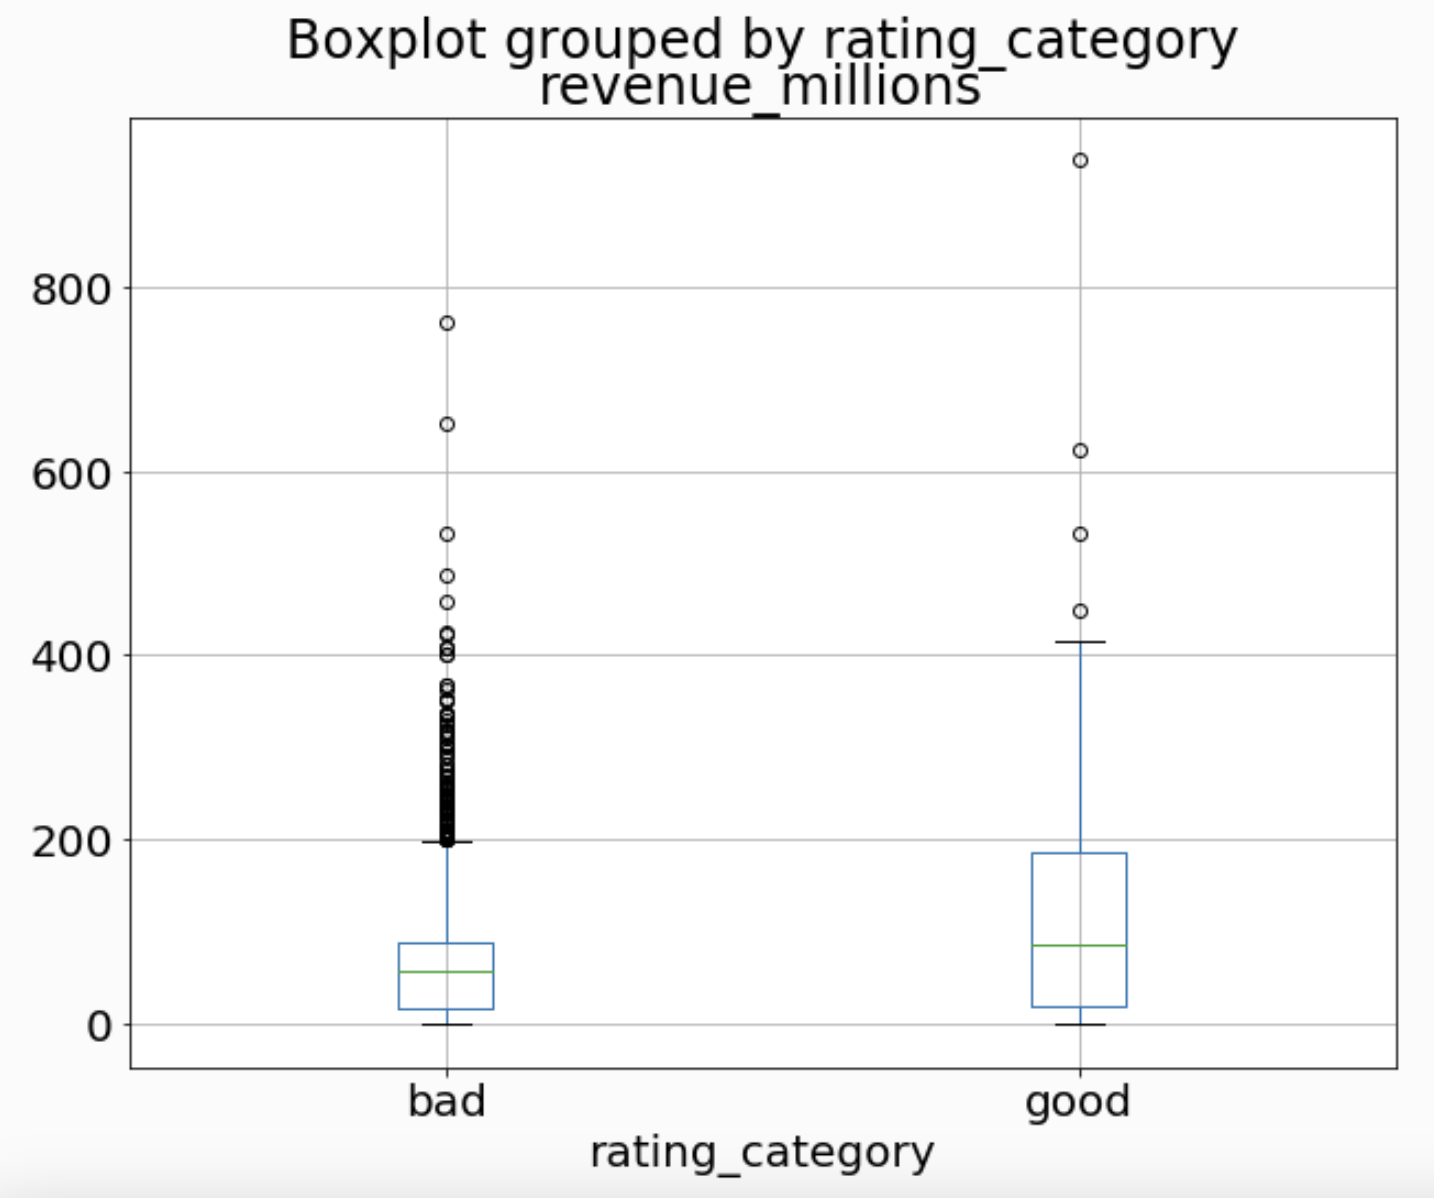 Boxplot grouped by rating_category
revenue_millions
800
600
400
200
0
bad good
rating_category